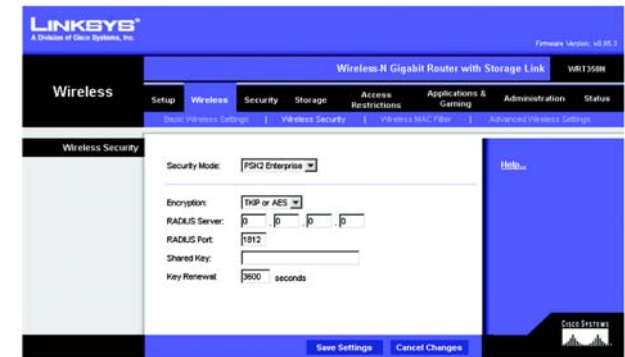 LINKSYS®
A Division of Cisco Systems, Inc.
Firmware Version: v0.05.3
Wireless-N Gigabit Router with Storage Link WRT350N
Wireless
Setup Wireless Security Storage Access Restrictions Applications & Gaming Administration Status
Basic Wireless Settings | Wireless Security | Wireless MAC Filter | Advanced Wireless Settings
Wireless Security
Security Mode: PSK2 Enterprise
Help...
Encryption: TKIP or AES
RADIUS Server: 0 . 0 . 0 . 0
RADIUS Port: 1812
Shared Key:
Key Renewal: 3600 seconds
Save Settings Cancel Changes
CISCO SYSTEMS